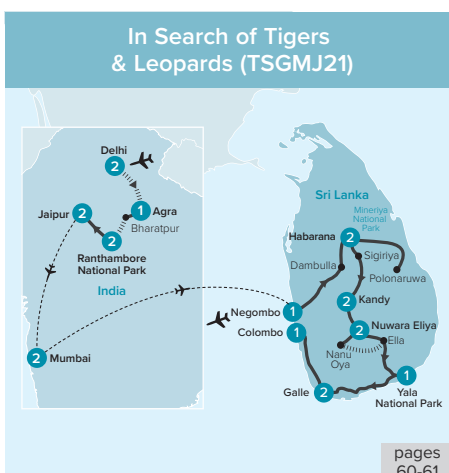 In Search of Tigers
& Leopards (TSGMJ21)
Delhi
2
Jaipur
2
1
Agra
Bharatpur
2
Ranthambore
National Park
India
2
Mumbai
Sri Lanka
Mineriya
National
Park
Habarana
2
Sigiriya
Dambulla
Polonaruwa
2
Kandy
Negombo
1
Colombo
1
2
Nuwara Eliya
Ella
Nanu
Oya
Galle
2
1
Yala
National Park
pages
60-61